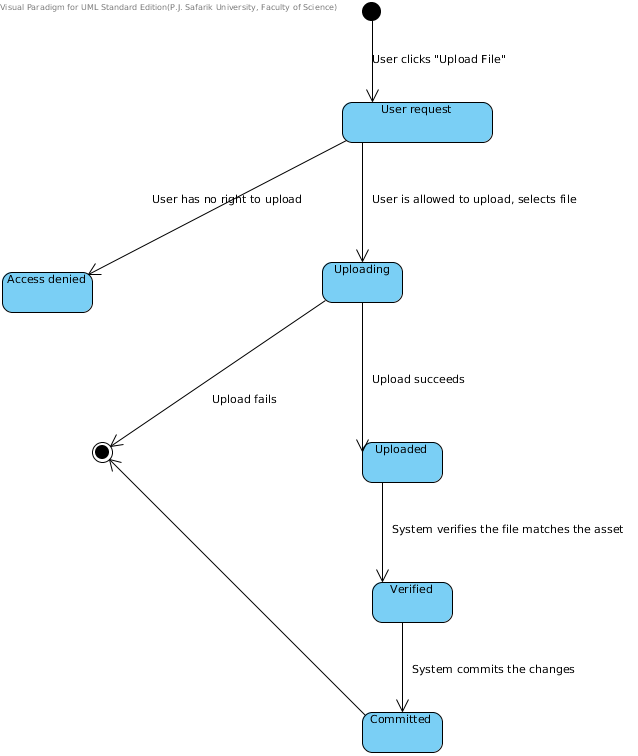 Visual Paradigm for UML Standard Edition(P.J. Safarik University, Faculty of Science)
User clicks "Upload File"
User request
User has no right to upload
User is allowed to upload, selects file
Uploading
Access denied
Upload succeeds
Upload fails
Uploaded
System verifies the file matches the asset
Verified
System commits the changes
Committed